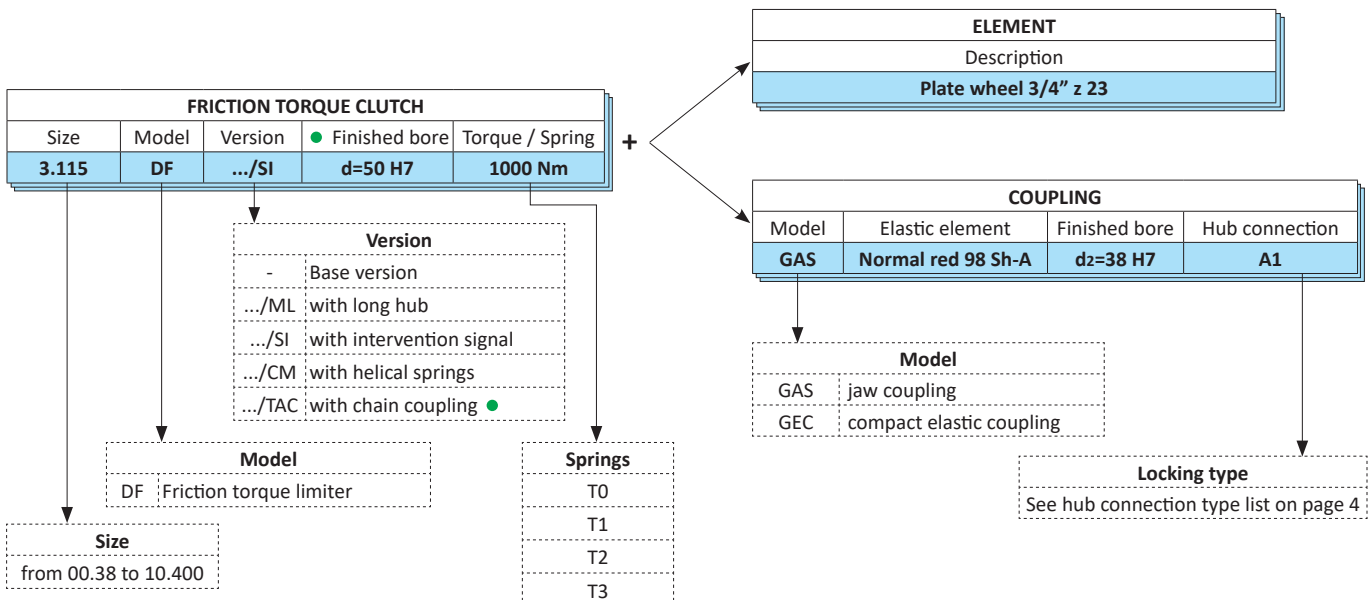 ELEMENT
Description
Plate wheel 3/4” z 23
FRICTION TORQUE CLUTCH
Size Model Version ● Finished bore Torque / Spring
3.115 DF .../SI d=50 H7 1000 Nm
+
COUPLING
Model Elastic element Finished bore Hub connection
GAS Normal red 98 Sh-A d2=38 H7 A1
Version
- Base version
.../ML with long hub
.../SI with intervention signal
.../CM with helical springs
.../TAC with chain coupling ●
Model
GAS jaw coupling
GEC compact elastic coupling
Model
DF Friction torque limiter
Springs
T0
T1
T2
T3
Locking type
See hub connection type list on page 4
Size
from 00.38 to 10.400